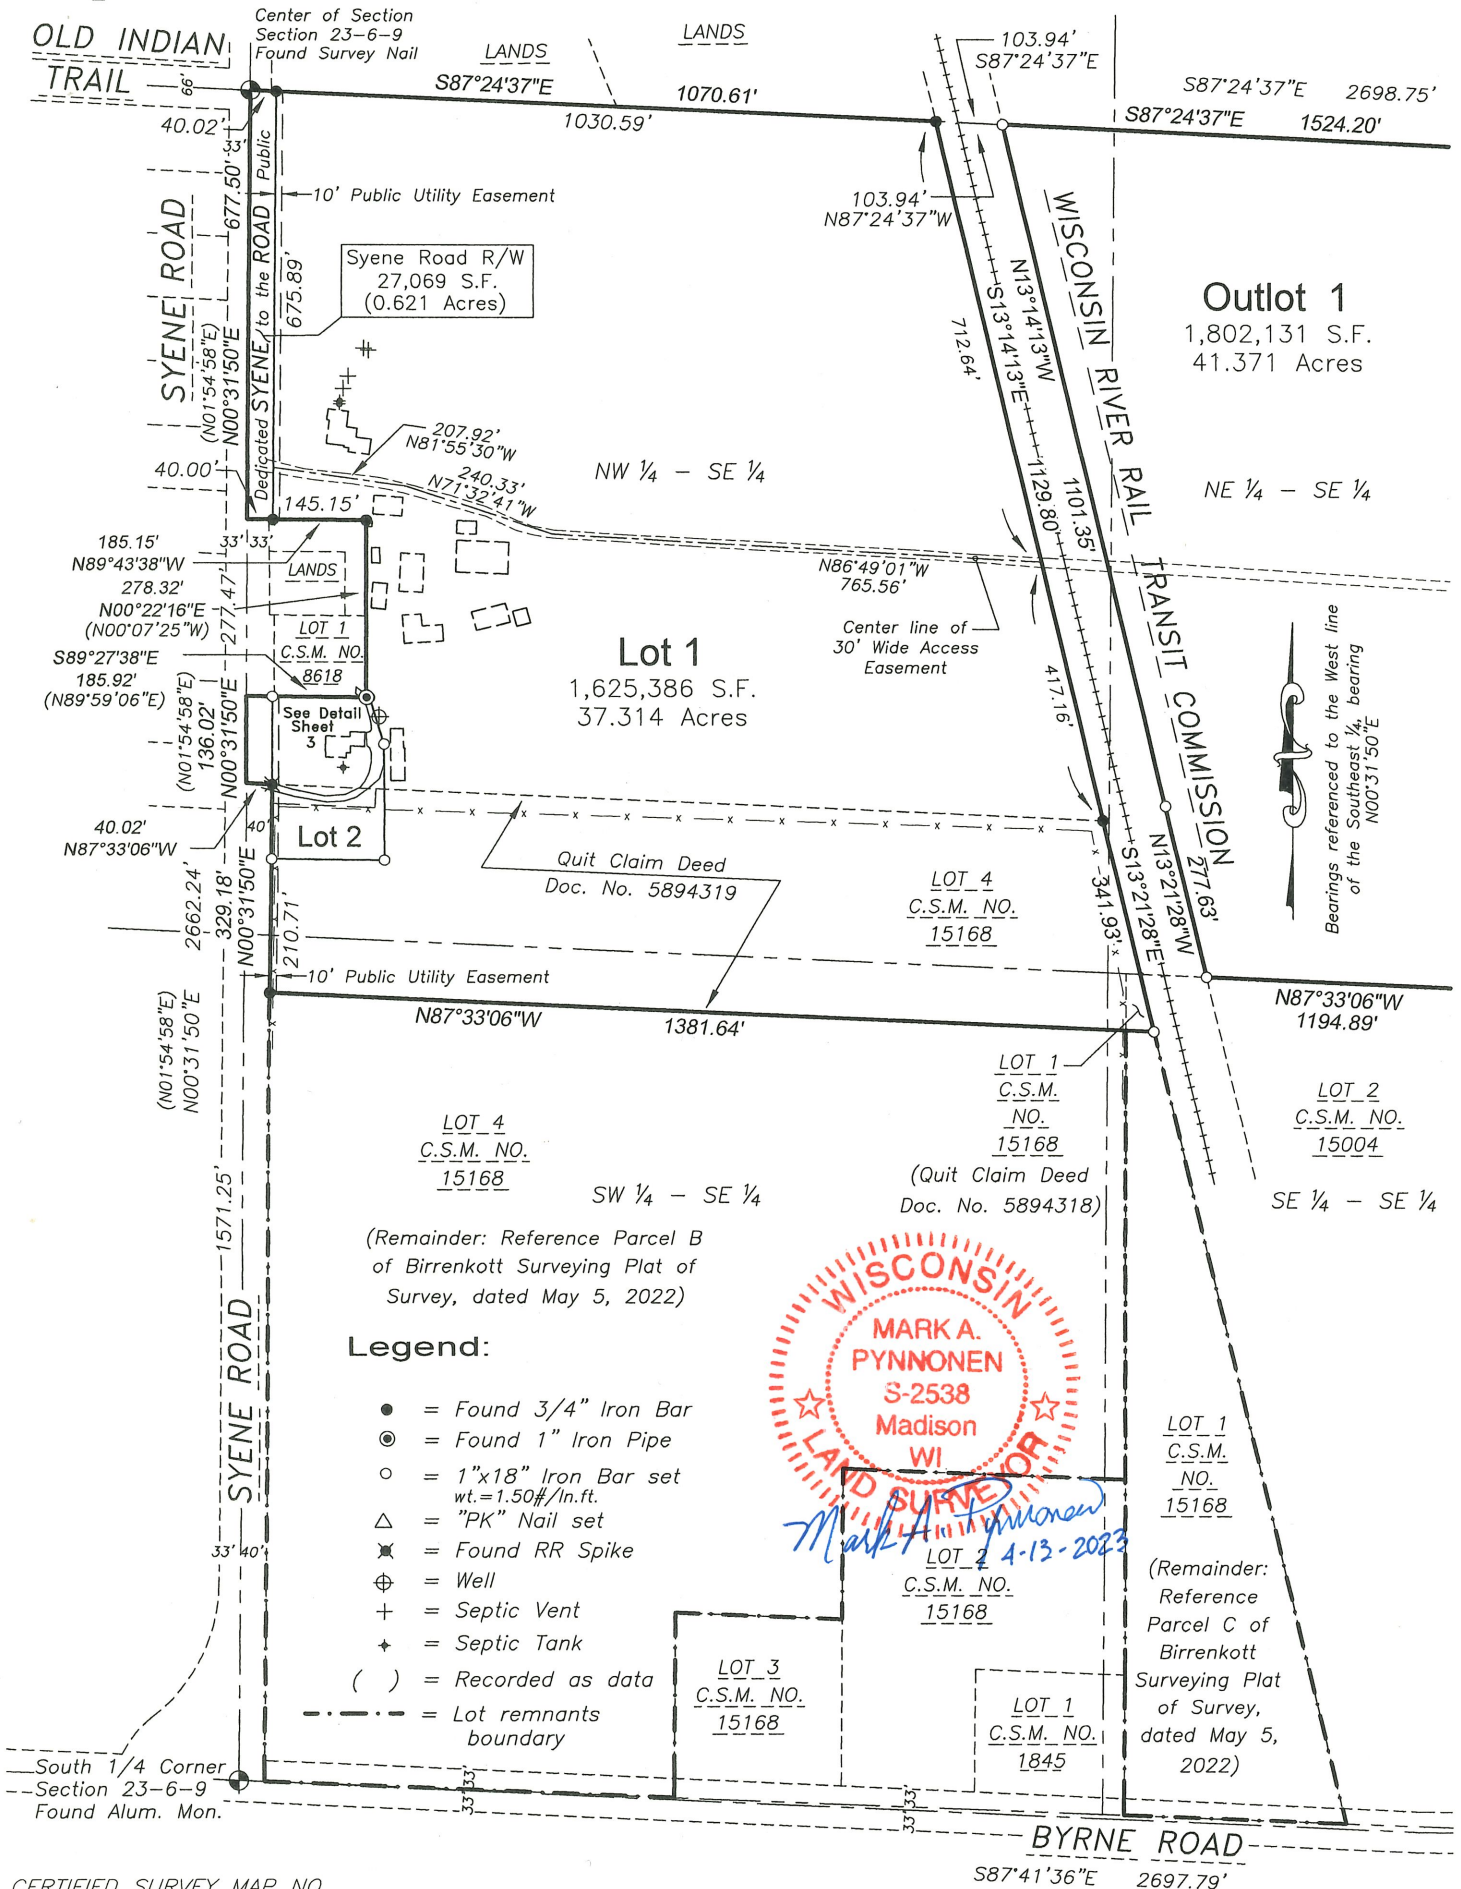 OLD INDIAN
TRAIL
Center of Section
Section 23-6-9
Found Survey Nail
66'
LANDS
LANDS
S87°24'37"E 1070.61'
1030.59'
103.94'
S87°24'37"E
S87°24'37"E 2698.75'
S87°24'37"E 1524.20'
40.02'
33'
677.50'
10' Public Utility Easement
103.94'
N87°24'37"W
SYENE ROAD
Dedicated to the Public
SYENE ROAD
675.89'
Syene Road R/W
27,069 S.F.
(0.621 Acres)
(N01°54'58"E)
N00°31'50"E
WISCONSIN RIVER RAIL TRANSIT COMMISSION
N13°14'13"W
1101.35'
S13°14'13"E
1129.80'
712.64'
Outlot 1
1,802,131 S.F.
41.371 Acres
207.92'
N81°55'30"W
240.33'
N71°32'41"W
NW ¼ - SE ¼
NE ¼ - SE ¼
40.00'
145.15'
33' 33'
185.15'
N89°43'38"W
278.32'
N00°22'16"E
(N00°07'25"W)
277.47'
LANDS
LOT 1
C.S.M. NO.
8618
S89°27'38"E
185.92'
(N89°59'06"E)
N86°49'01"W
765.56'
Center line of
30' Wide Access
Easement
417.16'
Lot 1
1,625,386 S.F.
37.314 Acres
Bearings referenced to the West line
of the Southeast ¼, bearing
N00°31'50"E
(N01°54'58"E)
136.02'
N00°31'50"E
See Detail
Sheet
3
40.02'
N87°33'06"W
40'
Lot 2
Quit Claim Deed
Doc. No. 5894319
LOT 4
C.S.M. NO.
15168
341.93'
S13°21'28"E
N13°21'28"W
277.63'
2662.24'
329.18'
N00°31'50"E
210.71'
10' Public Utility Easement
(N01°54'58"E)
N00°31'50"E
N87°33'06"W 1381.64'
N87°33'06"W
1194.89'
LOT 4
C.S.M. NO.
15168
SW ¼ - SE ¼
LOT 1
C.S.M.
NO.
15168
(Quit Claim Deed
Doc. No. 5894318)
LOT 2
C.S.M. NO.
15004
SE ¼ - SE ¼
1571.25'
(Remainder: Reference Parcel B
of Birrenkott Surveying Plat of
Survey, dated May 5, 2022)
SYENE ROAD
33' 40'
Legend:
= Found 3/4" Iron Bar
= Found 1" Iron Pipe
= 1"x18" Iron Bar set
wt.=1.50#/ln.ft.
= "PK" Nail set
= Found RR Spike
= Well
= Septic Vent
= Septic Tank
( ) = Recorded as data
= Lot remnants
boundary
WISCONSIN
MARK A.
PYNNONEN
S-2538
Madison
WI
LAND SURVEYOR
Mark A. Pynnonen
4-13-2023
LOT 2
C.S.M. NO.
15168
LOT 1
C.S.M.
NO.
15168
(Remainder:
Reference
Parcel C of
Birrenkott
Surveying Plat
of Survey,
dated May 5,
2022)
LOT 3
C.S.M. NO.
15168
LOT 1
C.S.M. NO.
1845
South 1/4 Corner
Section 23-6-9
Found Alum. Mon.
33' 33'
33' 33'
BYRNE ROAD
S87°41'36"E 2697.79'
CERTIFIED SURVEY MAP NO.